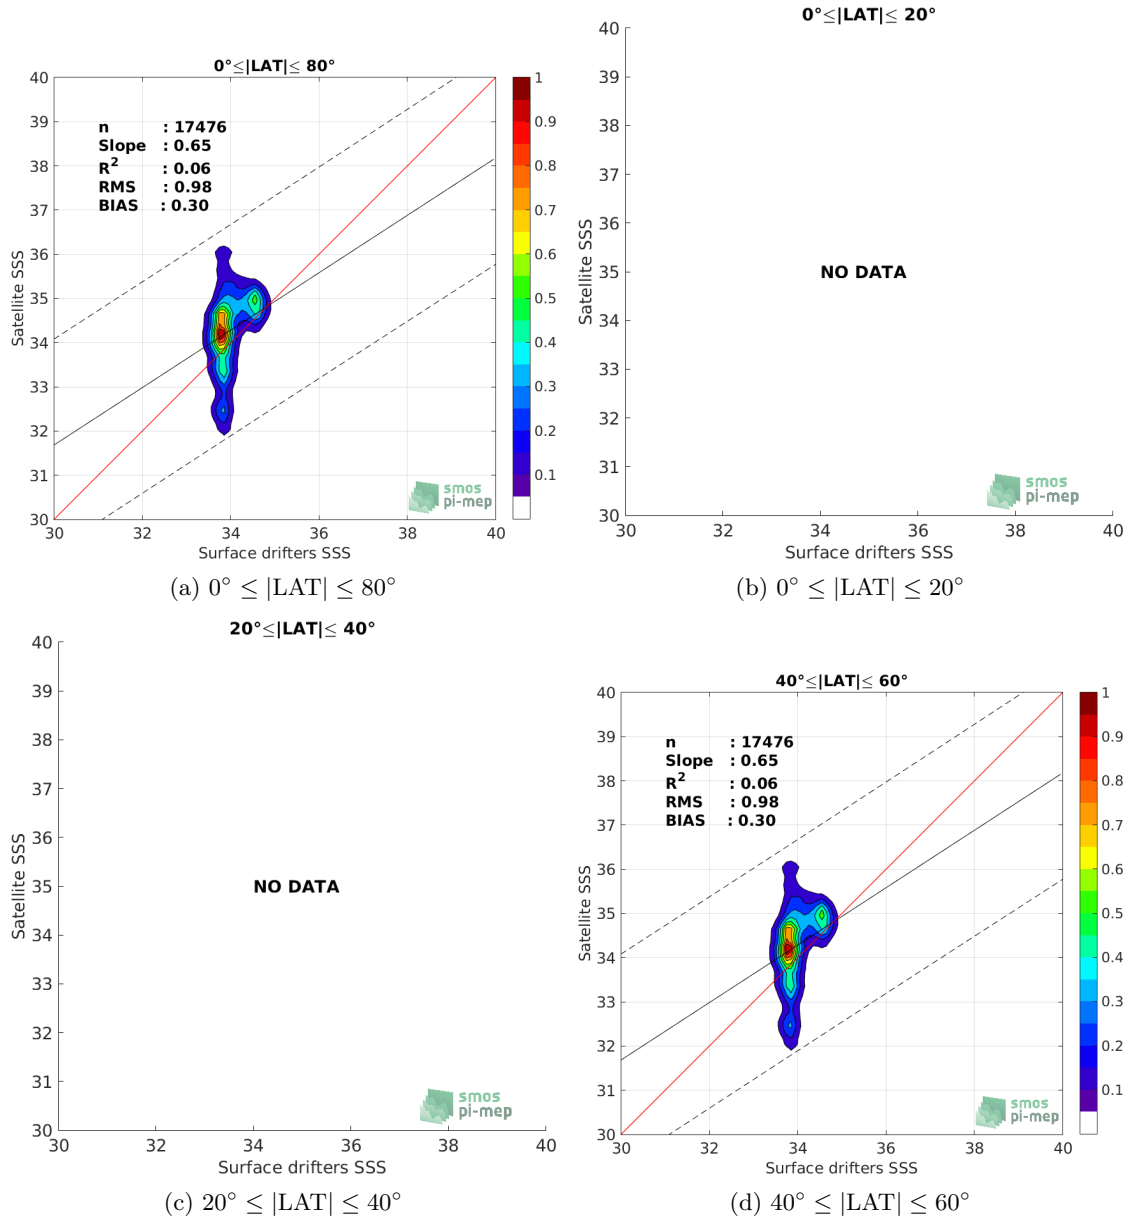 0°≤|LAT|≤ 80°
40
39
38
37
36
35
34
33
32
31
30
Satellite SSS
n : 17476
Slope : 0.65
R² : 0.06
RMS : 0.98
BIAS : 0.30
smos
pi-mep
30 32 34 36 38 40
Surface drifters SSS
1
0.9
0.8
0.7
0.6
0.5
0.4
0.3
0.2
0.1
(a) 0° ≤ |LAT| ≤ 80°
0°≤|LAT|≤ 20°
40
39
38
37
36
35
34
33
32
31
30
Satellite SSS
NO DATA
smos
pi-mep
30 32 34 36 38 40
Surface drifters SSS
(b) 0° ≤ |LAT| ≤ 20°
20°≤|LAT|≤ 40°
40
39
38
37
36
35
34
33
32
31
30
Satellite SSS
NO DATA
smos
pi-mep
30 32 34 36 38 40
Surface drifters SSS
(c) 20° ≤ |LAT| ≤ 40°
40°≤|LAT|≤ 60°
40
39
38
37
36
35
34
33
32
31
30
Satellite SSS
n : 17476
Slope : 0.65
R² : 0.06
RMS : 0.98
BIAS : 0.30
smos
pi-mep
30 32 34 36 38 40
Surface drifters SSS
1
0.9
0.8
0.7
0.6
0.5
0.4
0.3
0.2
0.1
(d) 40° ≤ |LAT| ≤ 60°